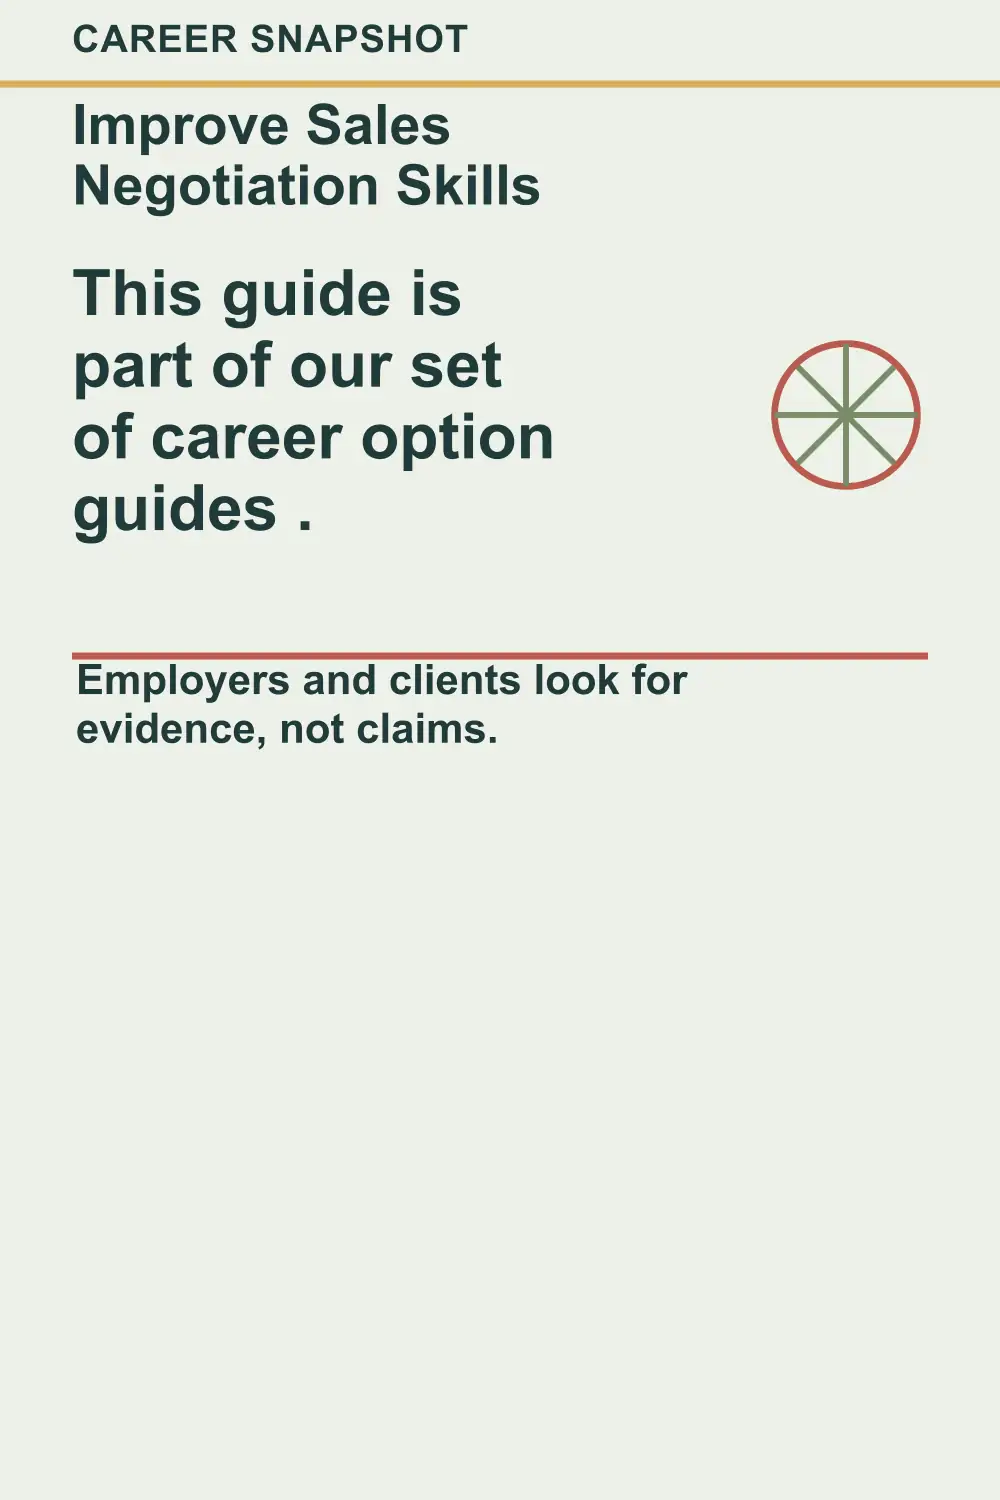 CAREER SNAPSHOT
Improve Sales
Negotiation Skills
This guide is
part of our set
of career option
guides .
Employers and clients look for
evidence, not claims.